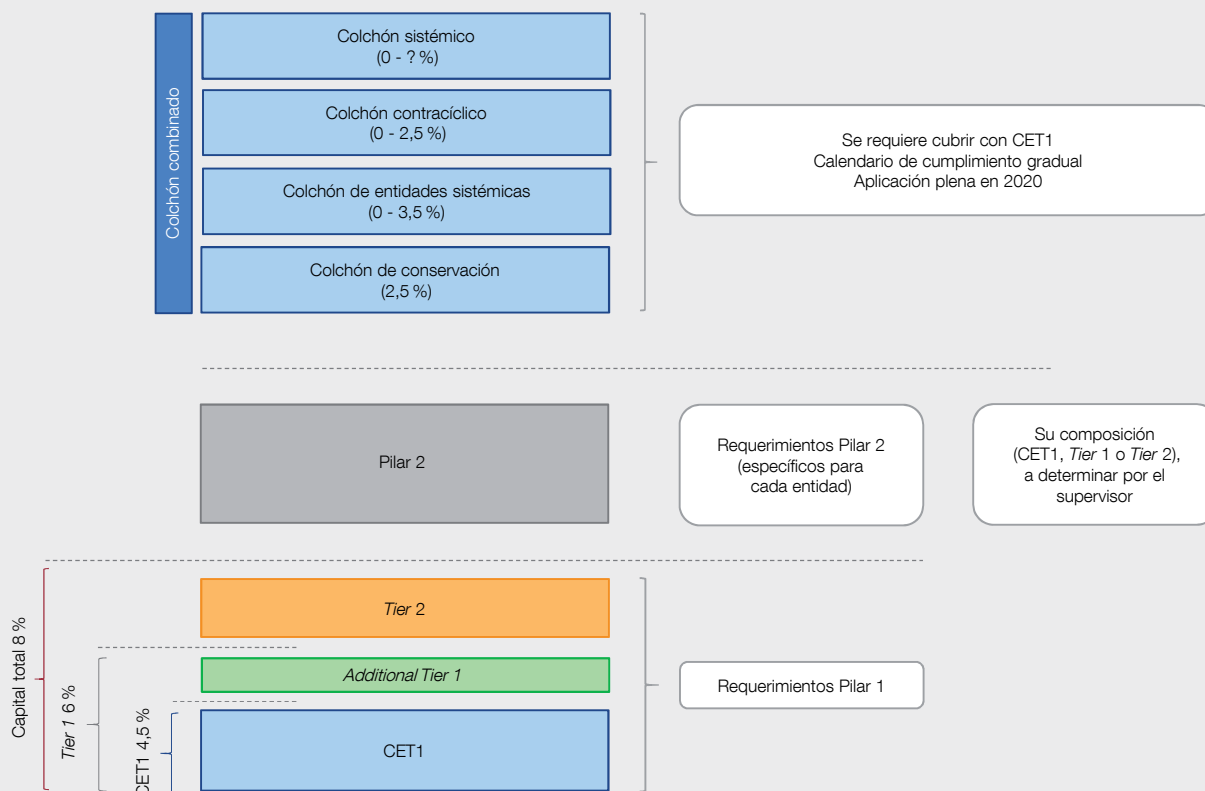 Colchón combinado
Colchón sistémico
(0 - ? %)
Colchón contracíclico
(0 - 2,5 %)
Colchón de entidades sistémicas
(0 - 3,5 %)
Colchón de conservación
(2,5 %)
Se requiere cubrir con CET1
Calendario de cumplimiento gradual
Aplicación plena en 2020
Pilar 2
Requerimientos Pilar 2
(específicos para
cada entidad)
Su composición
(CET1, Tier 1 o Tier 2),
a determinar por el
supervisor
Capital total 8 %
Tier 1 6 %
CET1 4,5 %
Tier 2
Additional Tier 1
CET1
Requerimientos Pilar 1